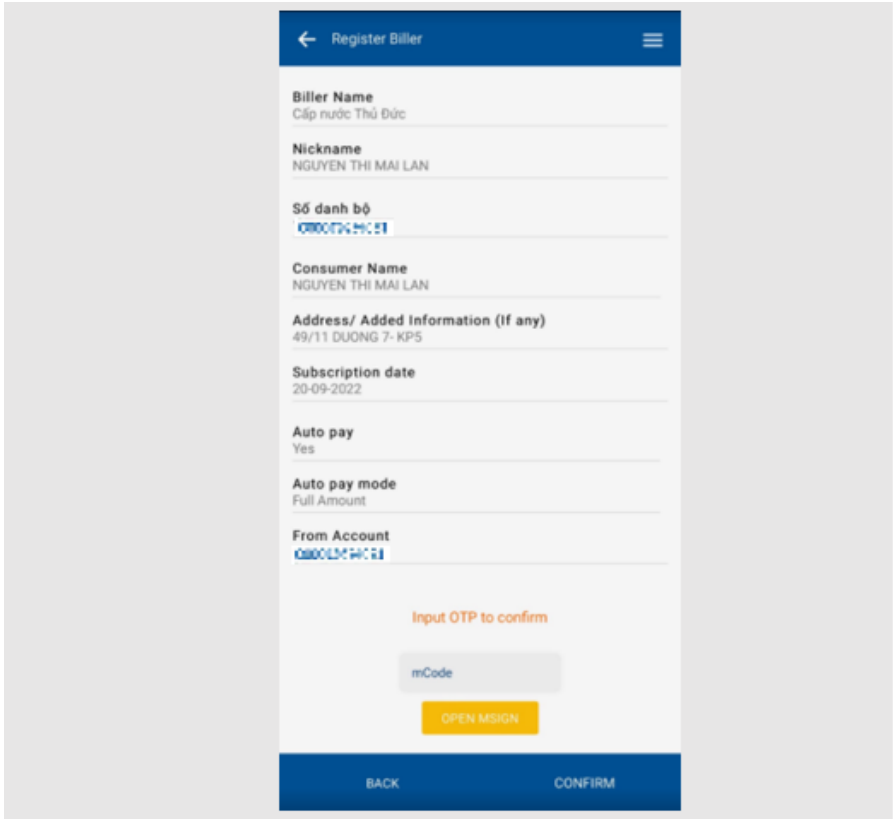 Register Biller
Biller Name
Cấp nước Thủ Đức
Nickname
NGUYEN THI MAI LAN
Số danh bộ
Consumer Name
NGUYEN THI MAI LAN
Address/ Added Information (If any)
49/11 DUONG 7- KP5
Subscription date
20-09-2022
Auto pay
Yes
Auto pay mode
Full Amount
From Account
Input OTP to confirm
mCode
OPEN MSIGN
BACK CONFIRM